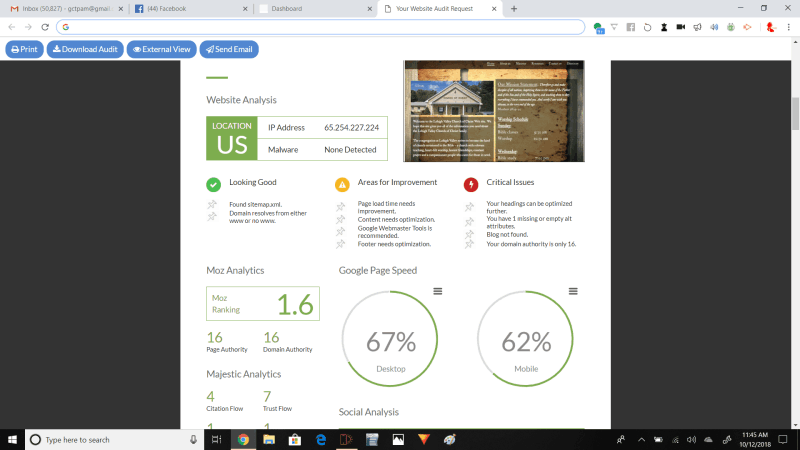 Inbox (50,827) - gctpam@gmail
(44) Facebook
Dashboard
Your Website Audit Request
Print
Download Audit
External View
Send Email
Website Analysis
LOCATION
US
IP Address 65.254.227.224
Malware None Detected
Looking Good
Found sitemap.xml.
Domain resolves from either
www or no www.
Areas for Improvement
Page load time needs
improvement.
Content needs optimization.
Google Webmaster Tools is
recommended.
Footer needs optimization.
Critical Issues
Your headings can be optimized
further.
You have 1 missing or empty alt
attributes.
Blog not found.
Your domain authority is only 16.
Moz Analytics
Moz
Ranking
1.6
16
Page Authority
16
Domain Authority
Google Page Speed
67%
Desktop
62%
Mobile
Majestic Analytics
4
Citation Flow
7
Trust Flow
Social Analysis
Type here to search
11:45 AM
10/12/2018